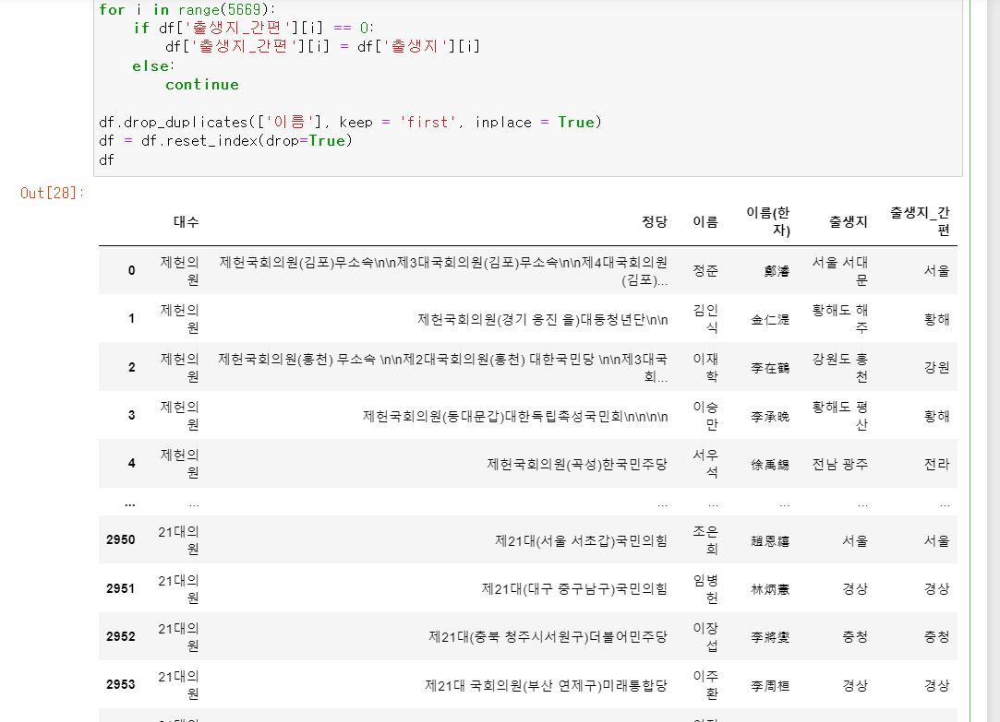 for i in range(5669):
    if df['출생지_간편'][i] == 0:
        df['출생지_간편'][i] = df['출생지'][i]
    else:
        continue
df.drop_duplicates(['이름'], keep = 'first', inplace = True)
df = df.reset_index(drop=True)
df
Out[28]:
대수 정당 이름 이름(한자) 출생지 출생지_간편
0 제헌의원 제헌국회의원(김포)무소속\n\n제3대국회의원(김포)무소속\n\n제4대국회의원(김포)... 정준 鄭濬 서울 서대문 서울
1 제헌의원 제헌국회의원(경기 옹진 을)대동청년단\n\n 김인식 金仁湜 황해도 해주 황해
2 제헌의원 제헌국회의원(홍천) 무소속 \n\n제2대국회의원(홍천) 대한국민당 \n\n제3대국회... 이재학 李在鶴 강원도 홍천 강원
3 제헌의원 제헌국회의원(동대문갑)대한독립촉성국민회\n\n\n\n 이승만 李承晩 황해도 평산 황해
4 제헌의원 제헌국회의원(곡성)한국민주당 서우석 徐禹錫 전남 광주 전라
... ... ... ... ... ... ...
2950 21대의원 제21대(서울 서초갑)국민의힘 조은희 趙恩禧 서울 서울
2951 21대의원 제21대(대구 중구남구)국민의힘 임병헌 林炳憲 경상 경상
2952 21대의원 제21대(충북 청주시서원구)더불어민주당 이장섭 李將燮 충청 충청
2953 21대의원 제21대 국회의원(부산 연제구)미래통합당 이주환 李周桓 경상 경상